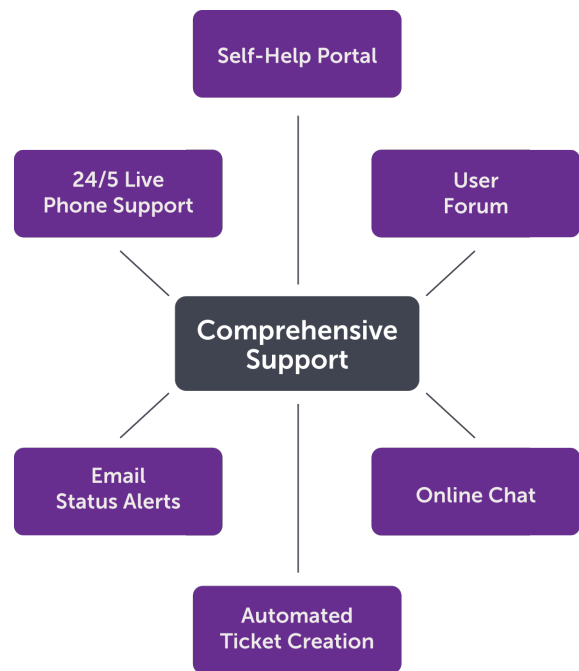 Self-Help Portal
24/5 Live
Phone Support
User
Forum
Comprehensive
Support
Email
Status Alerts
Online Chat
Automated
Ticket Creation